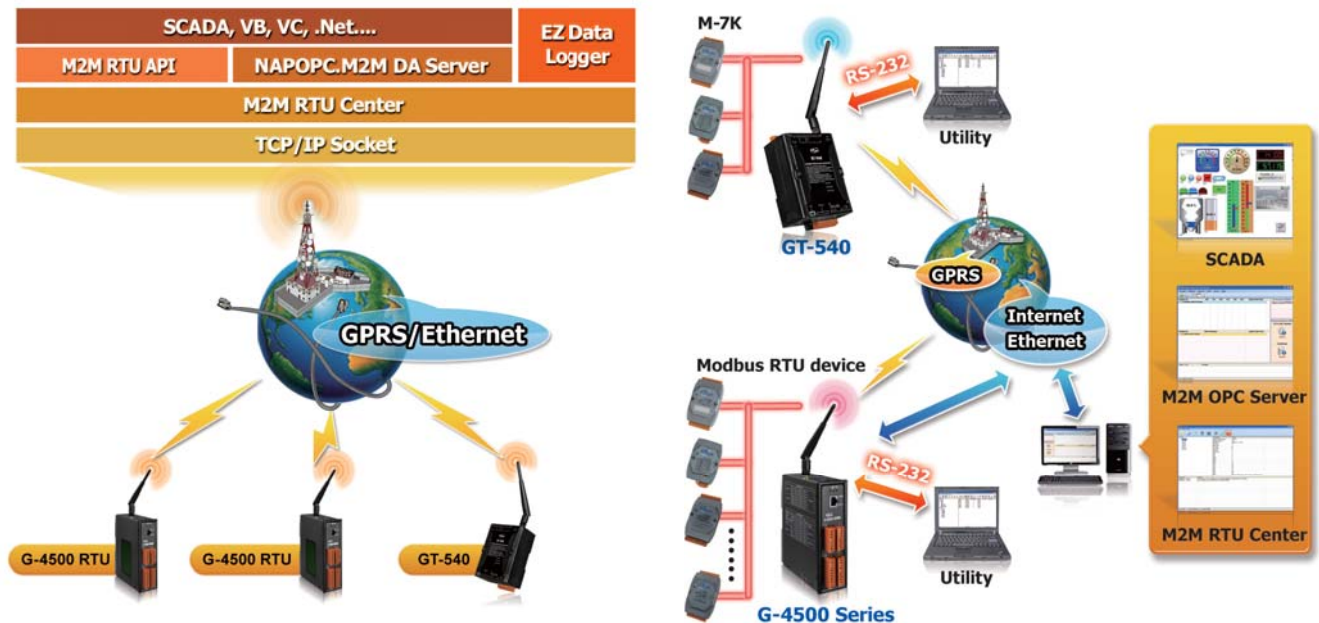 SCADA, VB, VC, .Net....
EZ Data
Logger
M2M RTU API
NAPOPC.M2M DA Server
M2M RTU Center
TCP/IP Socket
GPRS/Ethernet
G-4500 RTU
G-4500 RTU
GT-540
M-7K
RS-232
Utility
GT-540
GPRS
Internet
Ethernet
Modbus RTU device
RS-232
Utility
G-4500 Series
SCADA
M2M OPC Server
M2M RTU Center